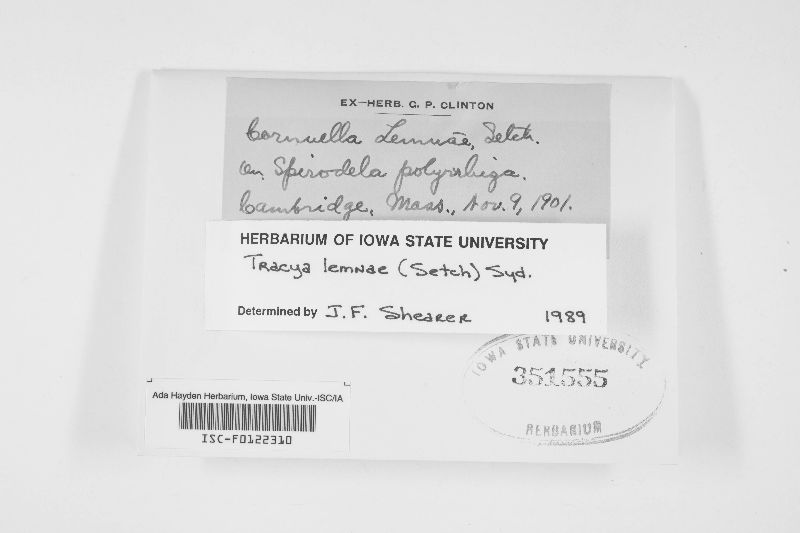 EX-HERB. G. P. CLINTON
Cornuella Lemnae, Setch.
On Spirodela polyrrhiza.
Cambridge, Mass., Nov. 9, 1901.
HERBARIUM OF IOWA STATE UNIVERSITY
Tracya lemnae (Setch) Syd.
Determined by J.F. Shearer 1989
IOWA STATE UNIVERSITY
351555
HERBARIUM
Ada Hayden Herbarium, Iowa State Univ.-ISC/IA
ISC-F0122310